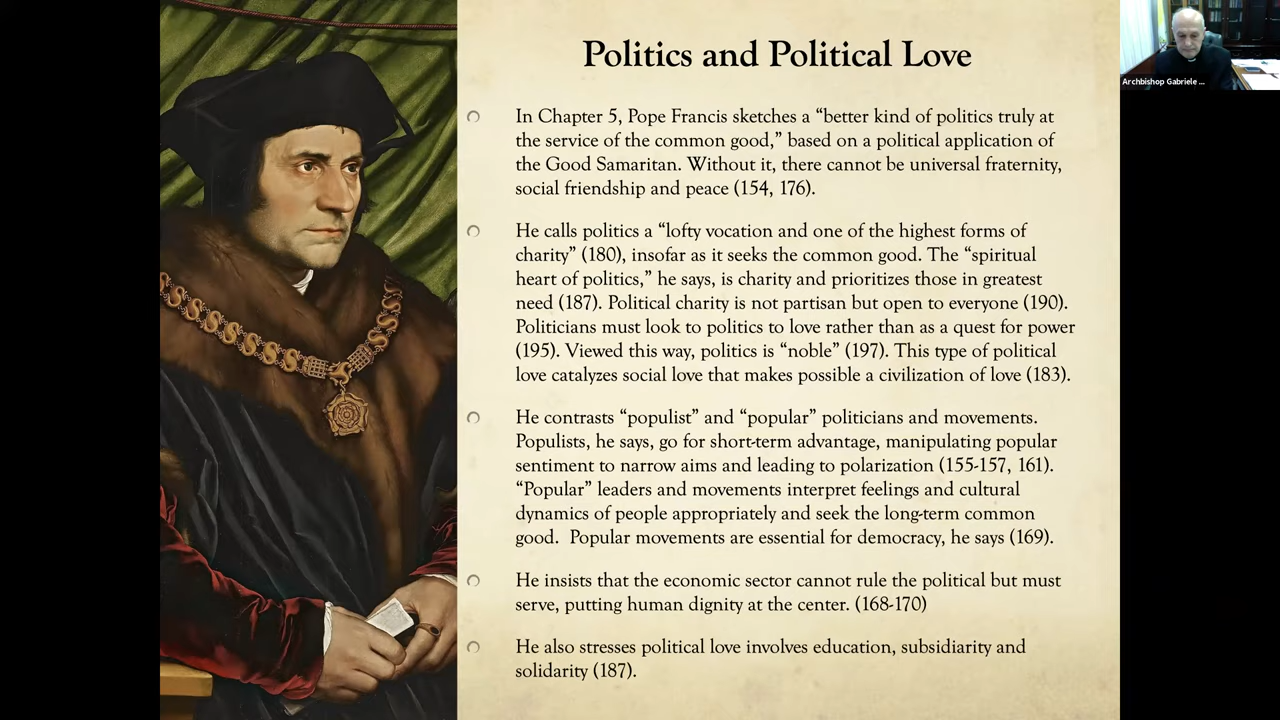 Politics and Political Love
Archbishop Gabriele ...
In Chapter 5, Pope Francis sketches a “better kind of politics truly at
the service of the common good,” based on a political application of
the Good Samaritan. Without it, there cannot be universal fraternity,
social friendship and peace (154, 176).
He calls politics a “lofty vocation and one of the highest forms of
charity” (180), insofar as it seeks the common good. The “spiritual
heart of politics,” he says, is charity and prioritizes those in greatest
need (187). Political charity is not partisan but open to everyone (190).
Politicians must look to politics to love rather than as a quest for power
(195). Viewed this way, politics is “noble” (197). This type of political
love catalyzes social love that makes possible a civilization of love (183).
He contrasts “populist” and “popular” politicians and movements.
Populists, he says, go for short-term advantage, manipulating popular
sentiment to narrow aims and leading to polarization (155-157, 161).
“Popular” leaders and movements interpret feelings and cultural
dynamics of people appropriately and seek the long-term common
good.  Popular movements are essential for democracy, he says (169).
He insists that the economic sector cannot rule the political but must
serve, putting human dignity at the center. (168-170)
He also stresses political love involves education, subsidiarity and
solidarity (187).